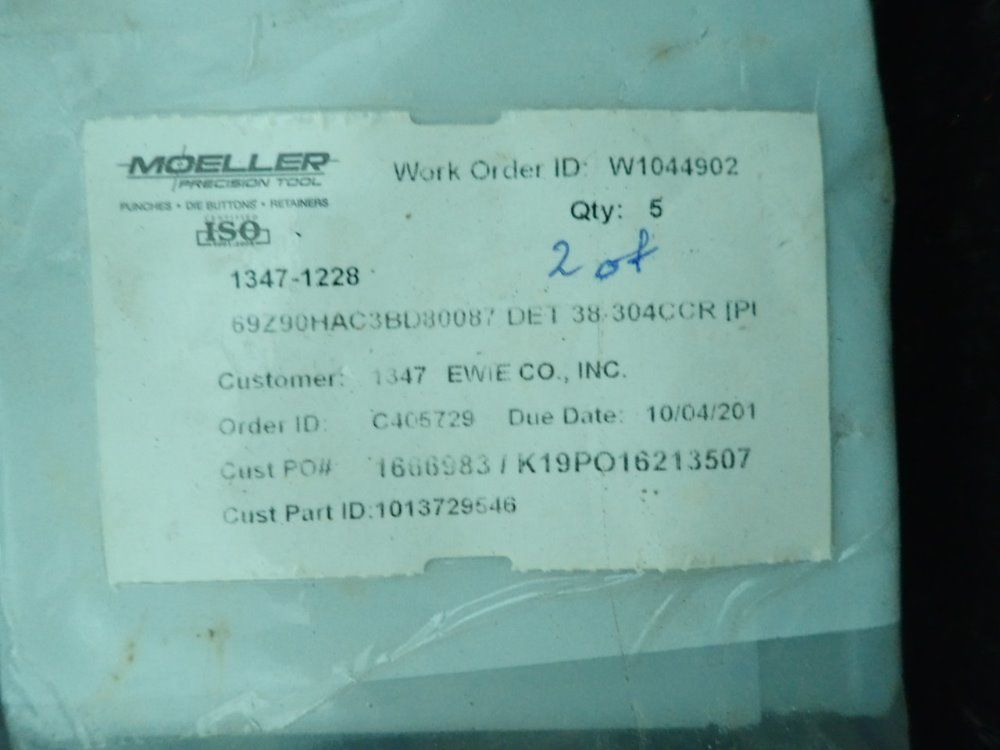 MOELLER
PRECISION TOOL
PUNCHES • DIE BUTTONS • RETAINERS
CERTIFIED
ISO
Work Order ID: W1044902
Qty: 5
2 of
1347-1228
69Z90HAC3BD80087 DET 38-304CCR [PI
Customer: 1347 EWIE CO., INC.
Order ID: C405729 Due Date: 10/04/201
Cust PO# 1666983 / K19PO16213507
Cust Part ID:1013729546